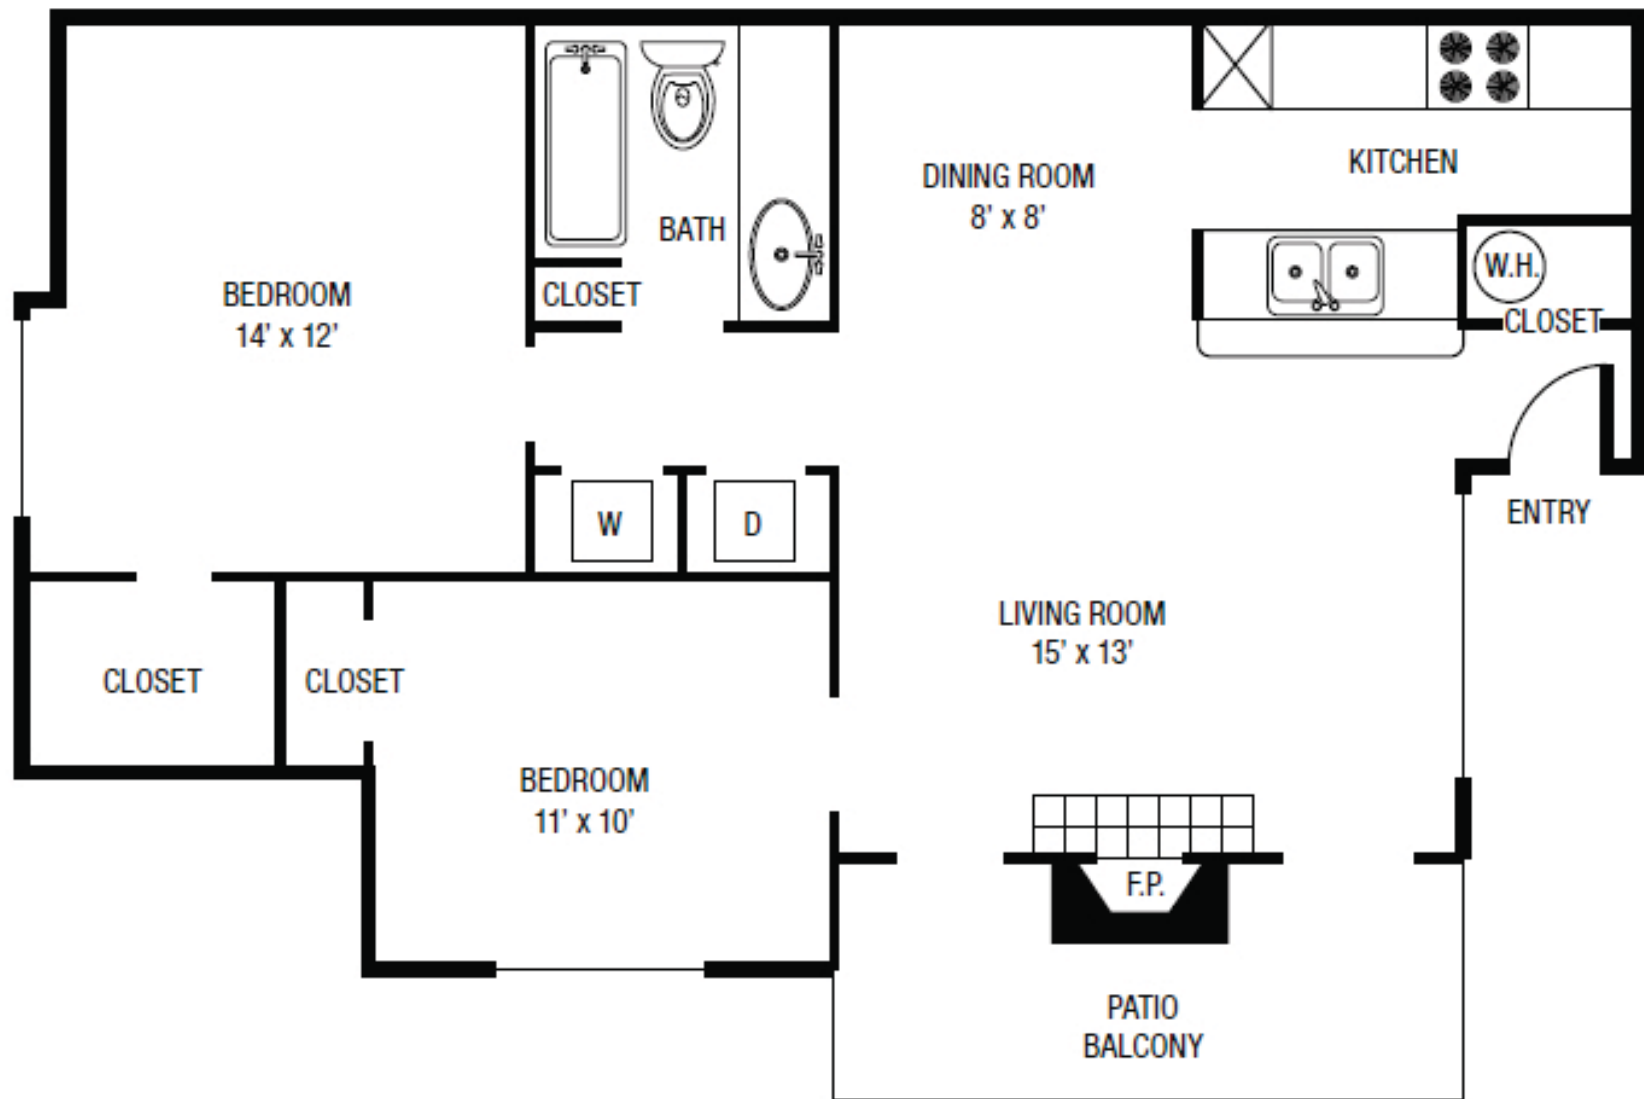 BATH
CLOSET
BEDROOM
14' x 12'
DINING ROOM
8' x 8'
KITCHEN
W.H.
CLOSET
ENTRY
W
D
LIVING ROOM
15' x 13'
CLOSET
CLOSET
BEDROOM
11' x 10'
F.P.
PATIO
BALCONY